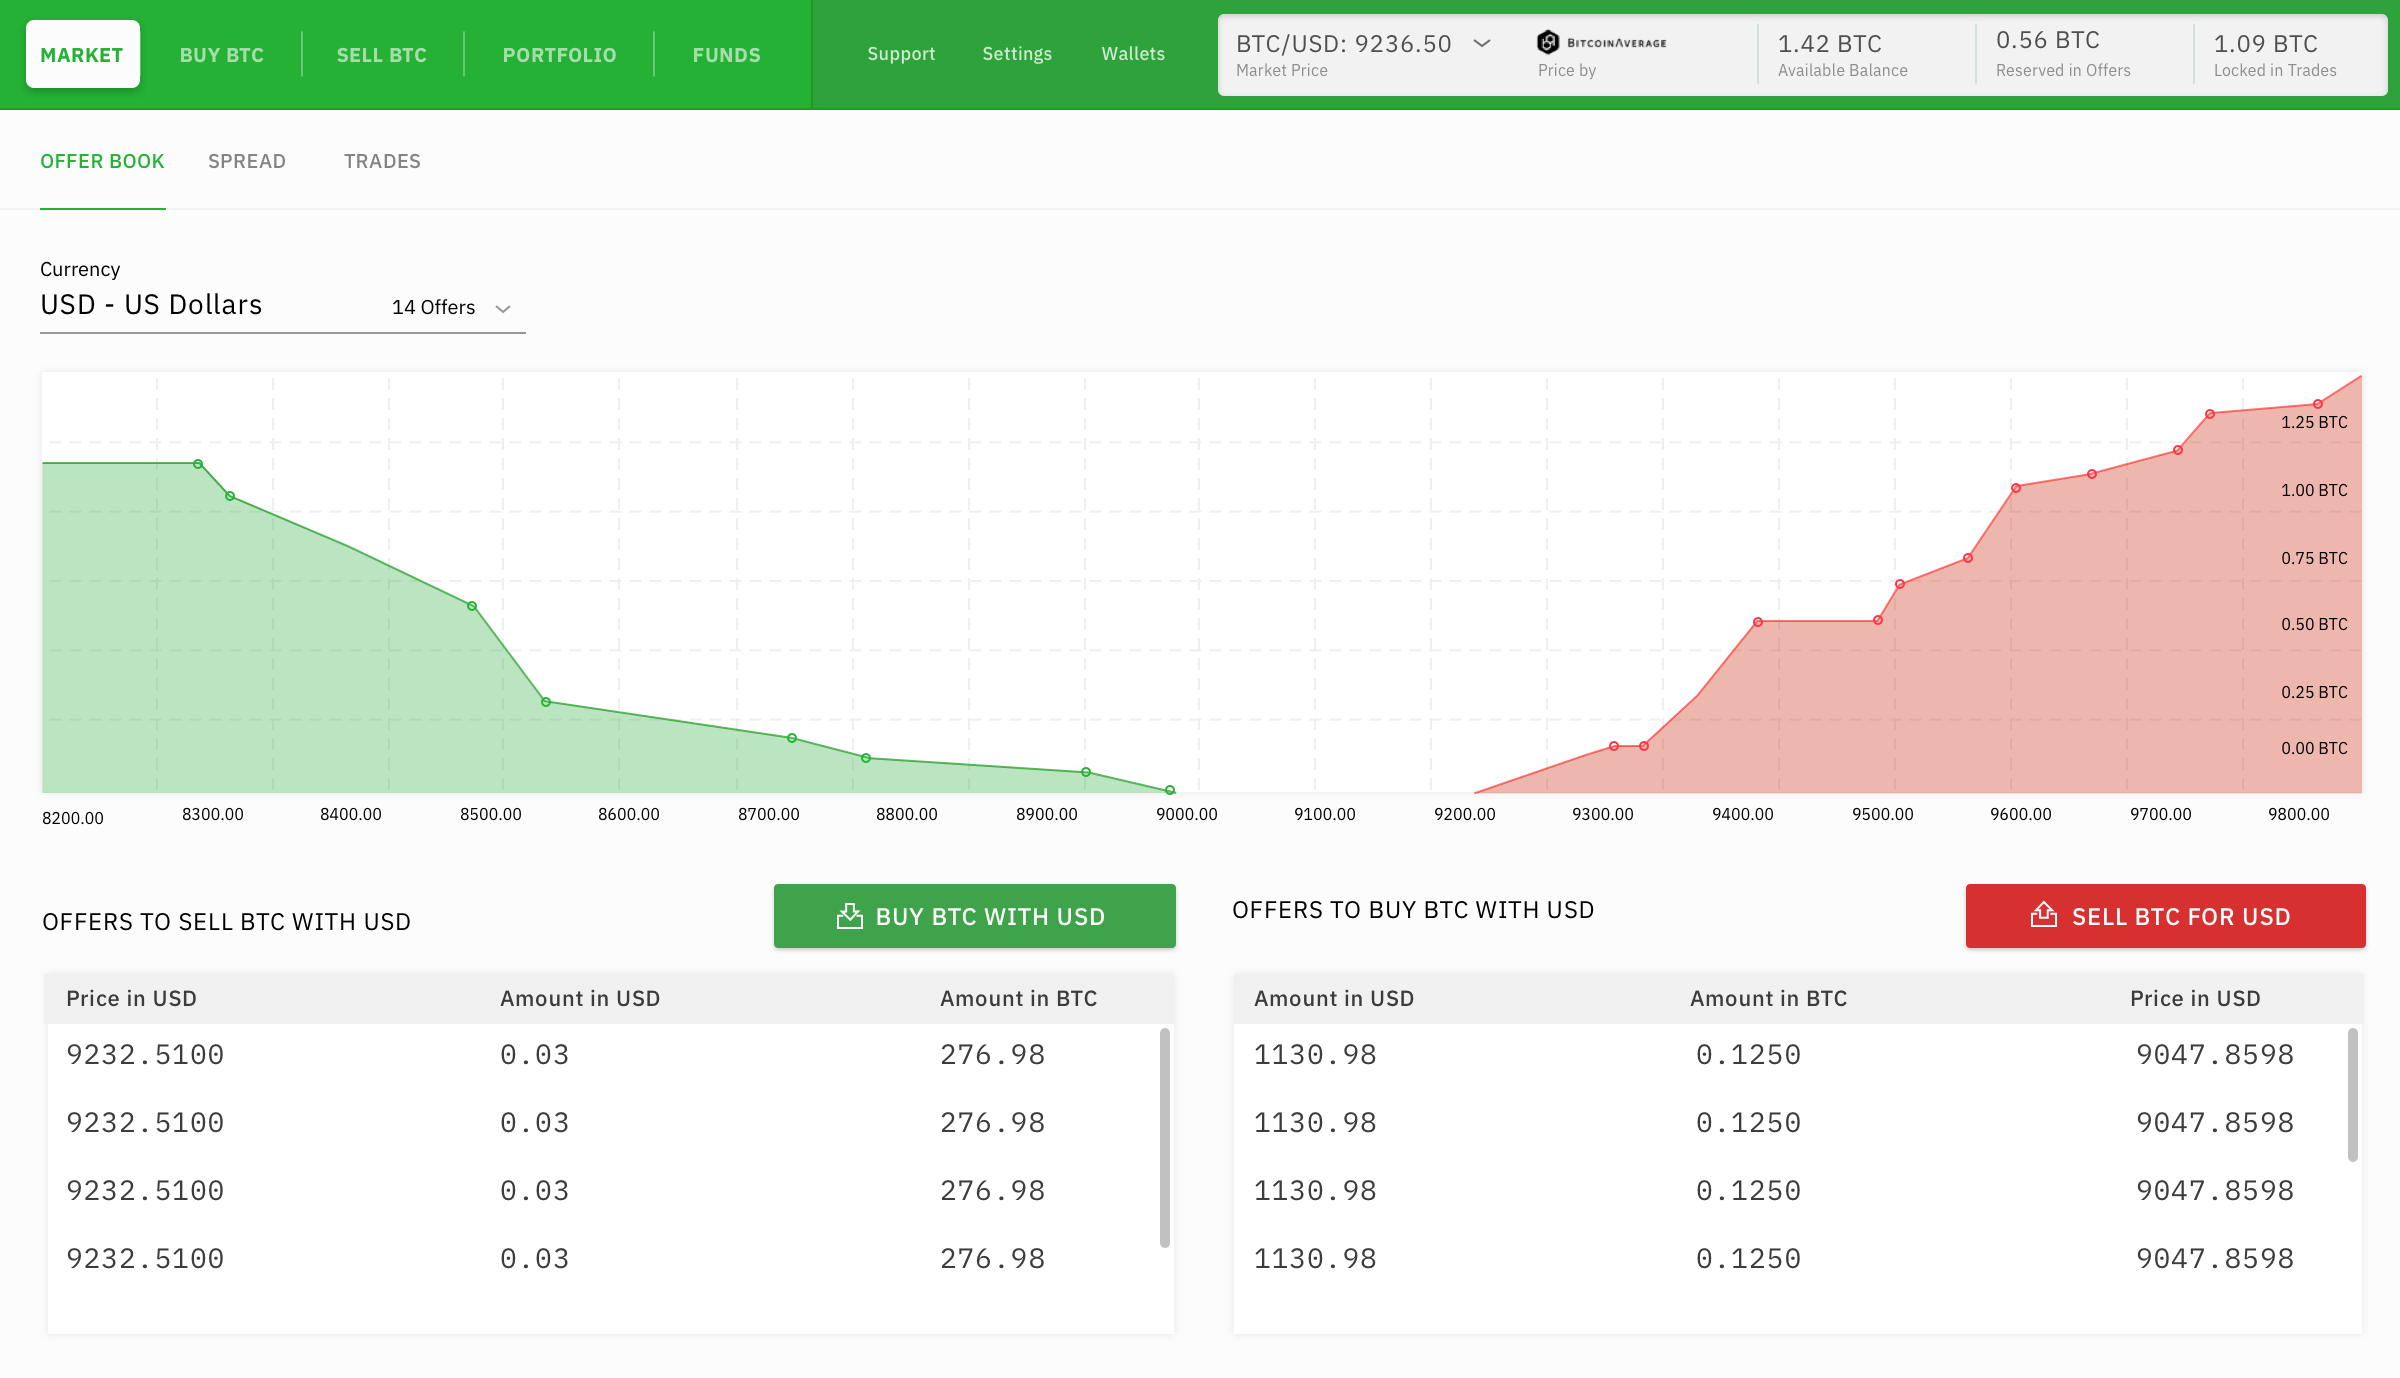 MARKET BUY BTC SELL BTC PORTFOLIO FUNDS Support Settings Wallets
BTC/USD: 9236.50 BITCOINAVERAGE 1.42 BTC 0.56 BTC 1.09 BTC
Market Price Price by Available Balance Reserved in Offers Locked in Trades
OFFER BOOK SPREAD TRADES
Currency
USD - US Dollars 14 Offers
1.25 BTC
1.00 BTC
0.75 BTC
0.50 BTC
0.25 BTC
0.00 BTC
8200.00 8300.00 8400.00 8500.00 8600.00 8700.00 8800.00 8900.00 9000.00 9100.00 9200.00 9300.00 9400.00 9500.00 9600.00 9700.00 9800.00
OFFERS TO SELL BTC WITH USD BUY BTC WITH USD
Price in USD Amount in USD Amount in BTC
9232.5100 0.03 276.98
9232.5100 0.03 276.98
9232.5100 0.03 276.98
9232.5100 0.03 276.98
OFFERS TO BUY BTC WITH USD SELL BTC FOR USD
Amount in USD Amount in BTC Price in USD
1130.98 0.1250 9047.8598
1130.98 0.1250 9047.8598
1130.98 0.1250 9047.8598
1130.98 0.1250 9047.8598